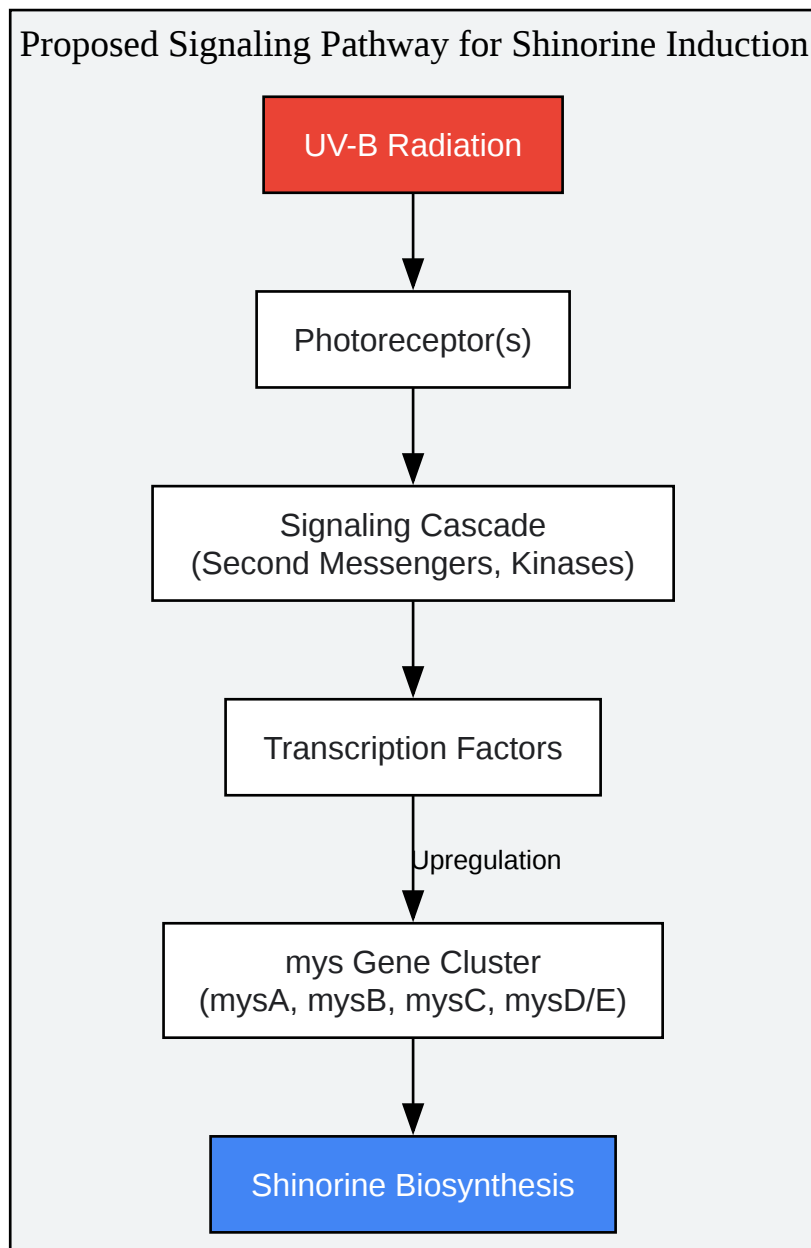 Proposed Signaling Pathway for Shinorine Induction
UV-B Radiation
Photoreceptor(s)
Signaling Cascade
(Second Messengers, Kinases)
Transcription Factors
Upregulation
mys Gene Cluster
(mysA, mysB, mysC, mysD/E)
Shinorine Biosynthesis